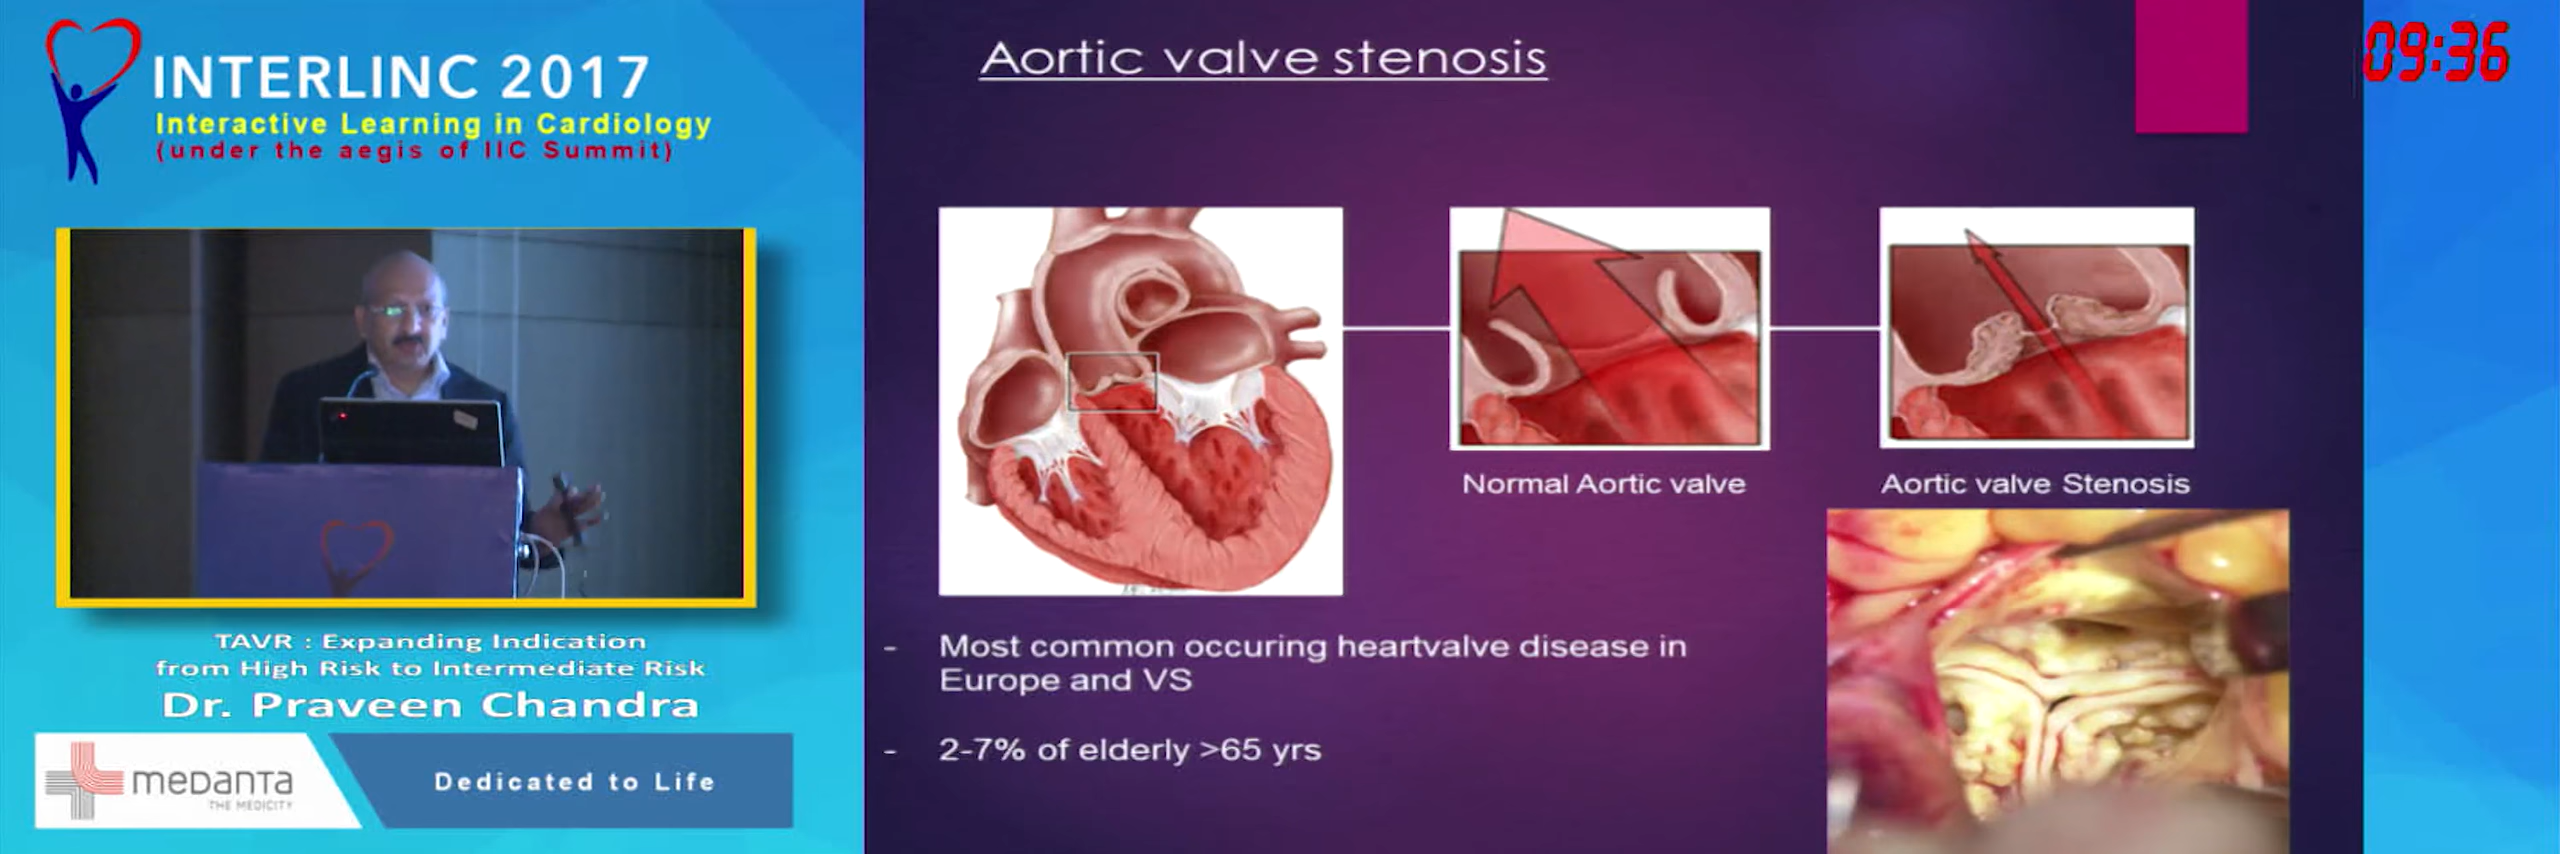 INTERLINC 2017
Interactive Learning in Cardiology
(under the aegis of IIC Summit)
TAVR : Expanding Indication
from High Risk to Intermediate Risk
Dr. Praveen Chandra
medanta
THE MEDICITY
Dedicated to Life
Aortic valve stenosis
09:36
Normal Aortic valve
Aortic valve Stenosis
- Most common occuring heartvalve disease in
Europe and VS
- 2-7% of elderly >65 yrs